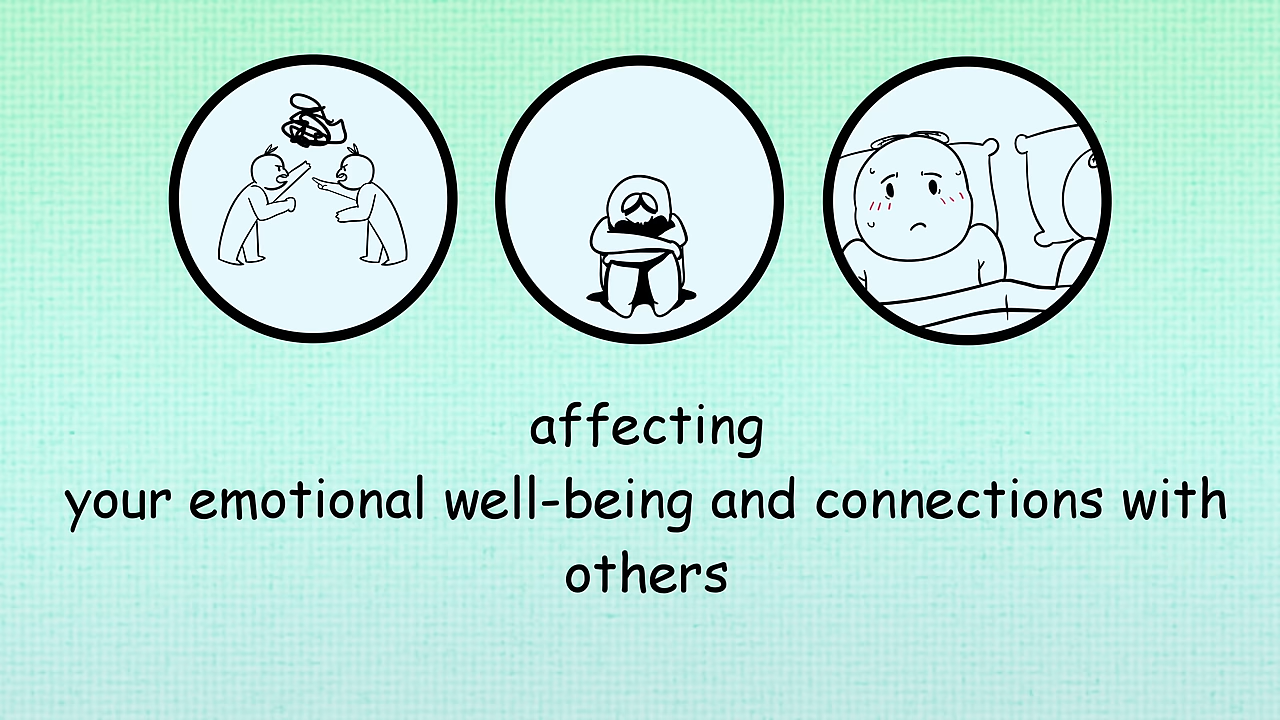 affecting
your emotional well-being and connections with
others